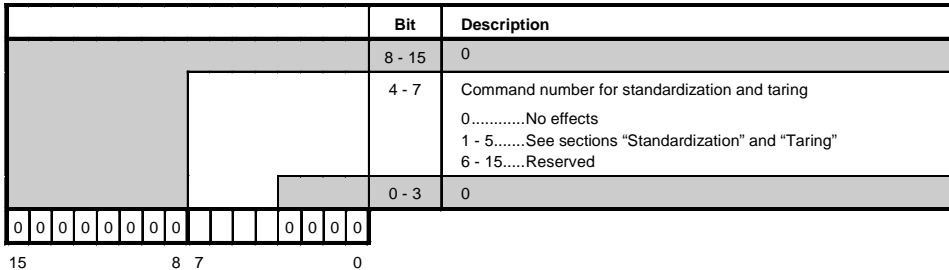 Bit Description
8 - 15 0
4 - 7 Command number for standardization and taring
0............No effects
1 - 5.......See sections “Standardization” and “Taring”
6 - 15.....Reserved
0 - 3 0
0 0 0 0 0 0 0 0 0 0 0 0
15 8 7 0